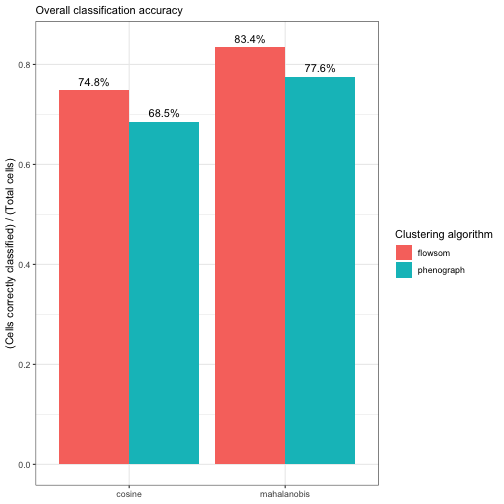 Overall classification accuracy
(Cells correctly classified) / (Total cells)
0.8
0.6
0.4
0.2
0.0
74.8%
68.5%
83.4%
77.6%
cosine
mahalanobis
Clustering algorithm
flowsom
phenograph